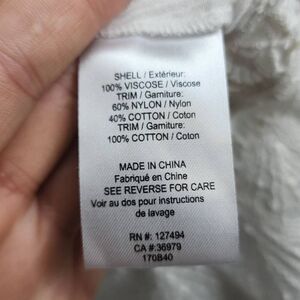 SHELL / Extérieur:
100% VISCOSE / Viscose
TRIM / Garniture:
60% NYLON / Nylon
40% COTTON / Coton
TRIM / Garniture:
100% COTTON / Coton
MADE IN CHINA
Fabriqué en Chine
SEE REVERSE FOR CARE
Voir au dos pour instructions
de lavage
RN #: 127494
CA #:36979
170B40